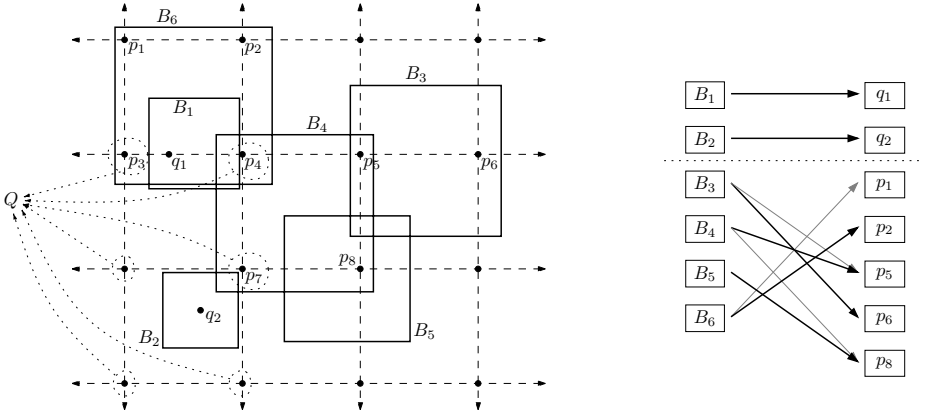 B₆
p₁
p₂
B₃
B₁
B₄
p₃
q₁
p₄
p₅
p₆
Q
p₇
p₈
q₂
B₂
B₅
B₁ q₁
B₂ q₂
B₃ p₁
B₄ p₂
B₅ p₅
B₆ p₆
p₈